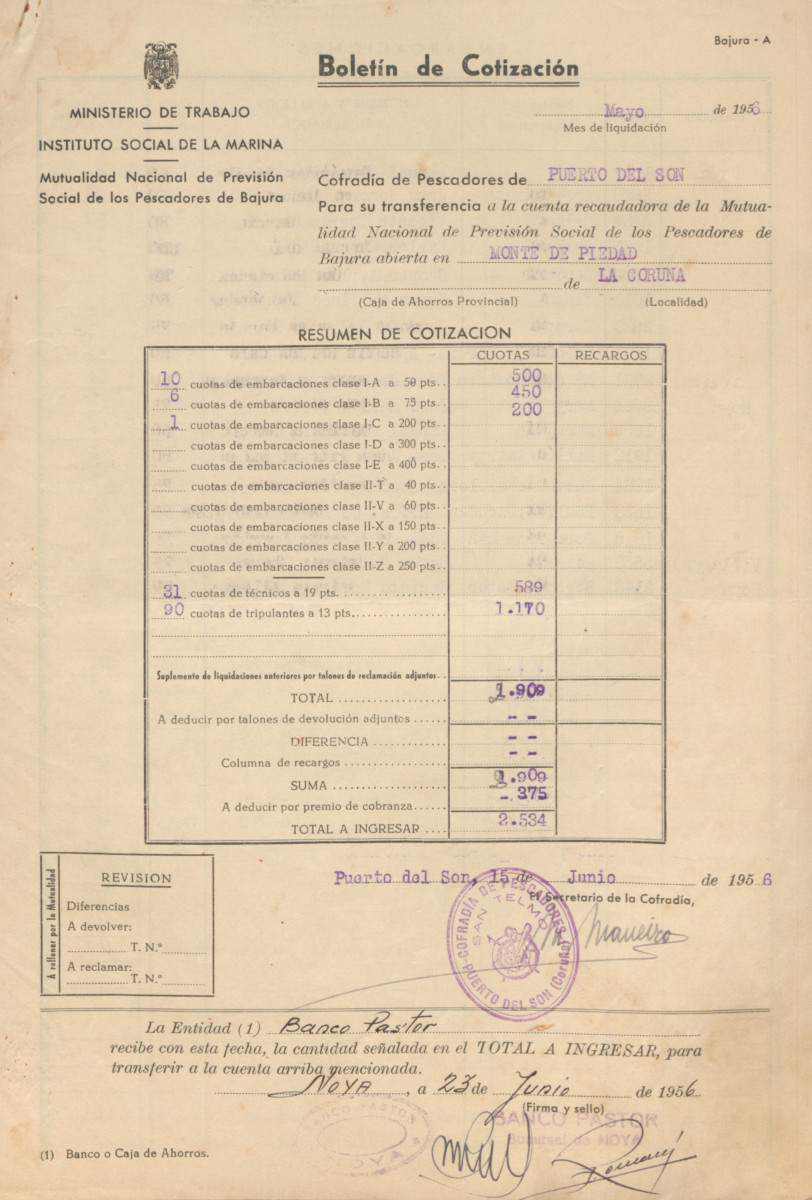 Bajura - A
Boletín de Cotización
MINISTERIO DE TRABAJO
INSTITUTO SOCIAL DE LA MARINA
Mutualidad Nacional de Previsión
Social de los Pescadores de Bajura
Mayo de 1956
Mes de liquidación
Cofradía de Pescadores de PUERTO DEL SON
Para su transferencia a la cuenta recaudadora de la Mutua-
lidad Nacional de Previsión Social de los Pescadores de
Bajura abierta en MONTE DE PIEDAD
de LA CORUNA
(Caja de Ahorros Provincial) (Localidad)
RESUMEN DE COTIZACION
CUOTAS RECARGOS
10 cuotas de embarcaciones clase I-A a 50 pts.. 500
6 cuotas de embarcaciones clase I-B a 75 pts.. 450
1 cuotas de embarcaciones clase I-C a 200 pts.. 200
cuotas de embarcaciones clase I-D a 300 pts..
cuotas de embarcaciones clase I-E a 400 pts..
cuotas de embarcaciones clase II-T a 40 pts..
cuotas de embarcaciones clase II-V a 60 pts..
cuotas de embarcaciones clase II-X a 150 pts..
cuotas de embarcaciones clase II-Y a 200 pts..
cuotas de embarcaciones clase II-Z a 250 pts..
31 cuotas de técnicos a 19 pts. 589
90 cuotas de tripulantes a 13 pts. 1.170
Suplemento de liquidaciones anteriores por talones de reclamación adjuntos..
TOTAL .909
A deducir por talones de devolución adjuntos - -
DIFERENCIA - -
Columna de recargos - -
SUMA .909
A deducir por premio de cobranza -.375
TOTAL A INGRESAR 2.534
A rellenar por la Mutualidad
REVISION
Diferencias
A devolver:
T. N.º
A reclamar:
T. N.º
Puerto del Son, 15 de Junio de 1956
El Secretario de la Cofradía,
COFRADÍA DE PESCADORES
SAN TELMO
PUERTO DEL SON (Coruña)
Maneiro
La Entidad (1) Banco Pastor
recibe con esta fecha, la cantidad señalada en el TOTAL A INGRESAR, para
transferir a la cuenta arriba mencionada.
NOYA, a 23 de Junio de 1956
(Firma y sello)
BANCO PASTOR
NOYA
BANCO PASTOR
Sucursal de NOYA
(1) Banco o Caja de Ahorros.